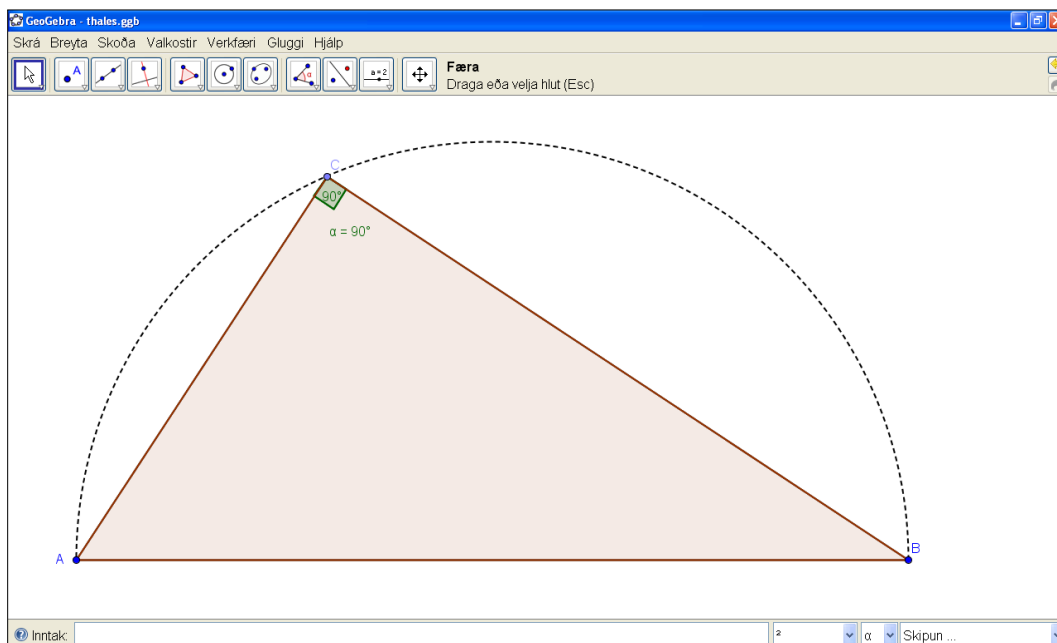 GeoGebra - thales.ggb
Skrá Breyta Skoða Valkostir Verkfæri Gluggi Hjálp
A α a=2 Færa
Draga eða velja hlut (Esc)
C
90°
α = 90°
A
B
Inntak: ² α Skipun ...